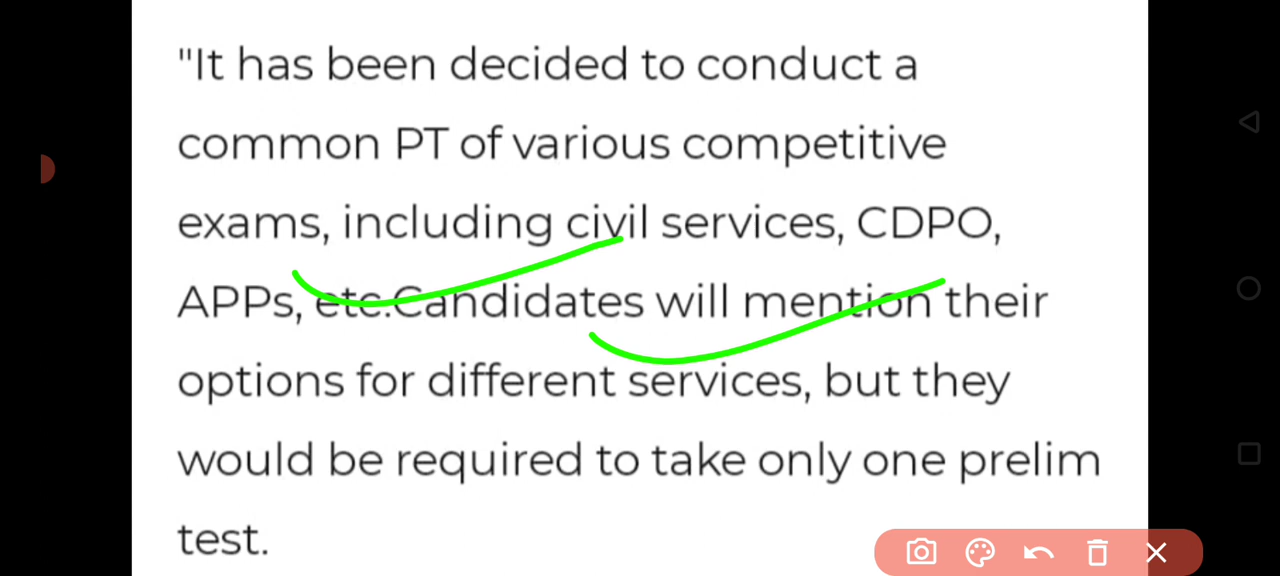 "It has been decided to conduct a
common PT of various competitive
exams, including civil services, CDPO,
APPs, etc.Candidates will mention their
options for different services, but they
would be required to take only one prelim
test.